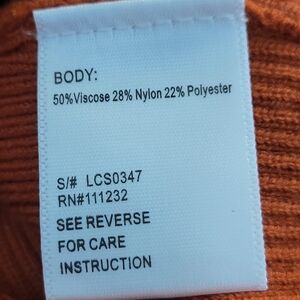 BODY:
50%Viscose 28% Nylon 22% Polyester
S/# LCS0347
RN#111232
SEE REVERSE
FOR CARE
INSTRUCTION